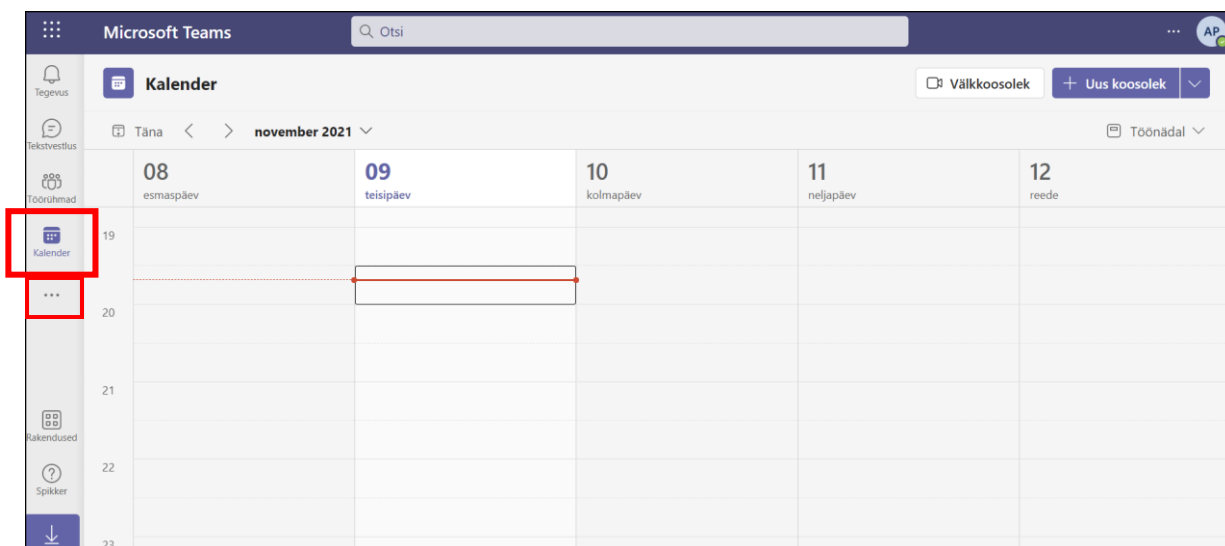 Microsoft Teams
Otsi
AP
Tegevus
Tekstvestlus
Töörühmad
Kalender
Rakendused
Spikker
Kalender
Välkkoosolek
Uus koosolek
Täna
november 2021
Töönädal
08 09 10 11 12
esmaspäev teisipäev kolmapäev neljapäev reede
19
20
21
22
23